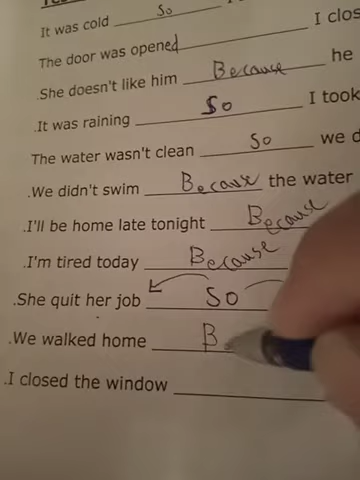 It was cold So
The door was opened I clos
.She doesn't like him Because he
.It was raining So I took
The water wasn't clean So we d
.We didn't swim Because the water
.I'll be home late tonight Because
.I'm tired today Because
.She quit her job So
.We walked home B
.I closed the window